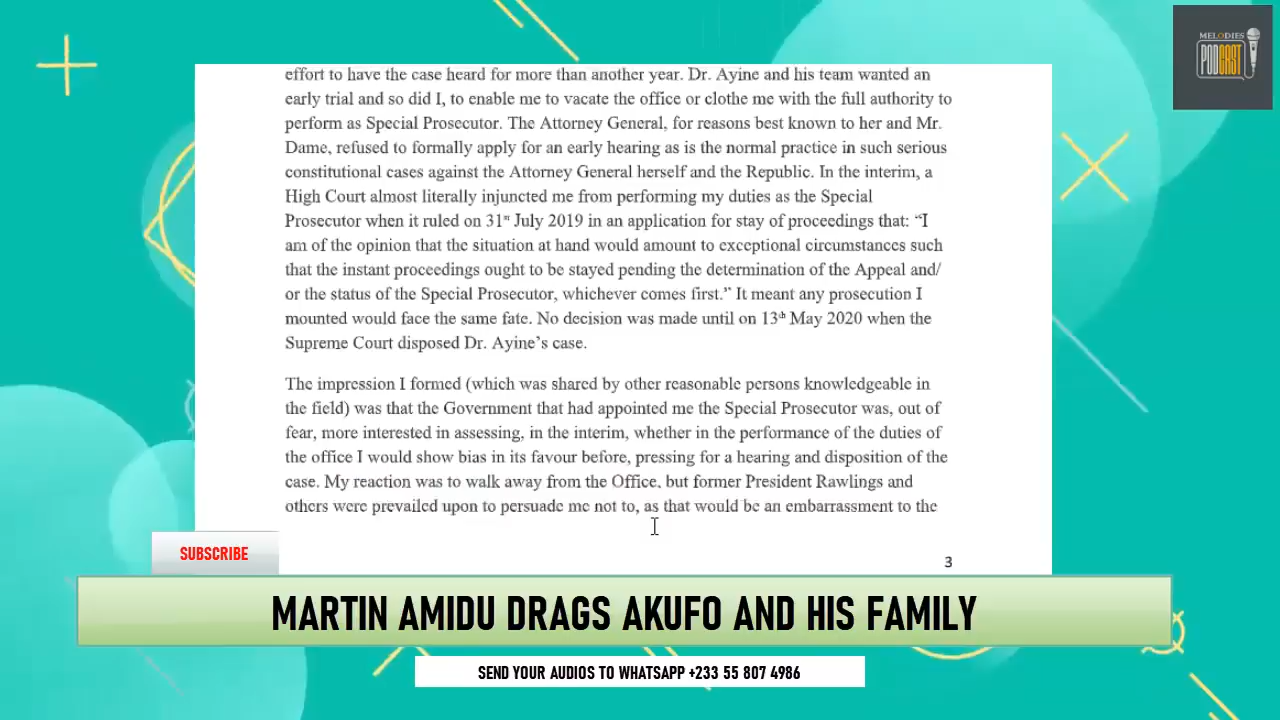 MELODIES
PODCAST
effort to have the case heard for more than another year. Dr. Ayine and his team wanted an
early trial and so did I, to enable me to vacate the office or clothe me with the full authority to
perform as Special Prosecutor. The Attorney General, for reasons best known to her and Mr.
Dame, refused to formally apply for an early hearing as is the normal practice in such serious
constitutional cases against the Attorney General herself and the Republic. In the interim, a
High Court almost literally injuncted me from performing my duties as the Special
Prosecutor when it ruled on 31st July 2019 in an application for stay of proceedings that: “I
am of the opinion that the situation at hand would amount to exceptional circumstances such
that the instant proceedings ought to be stayed pending the determination of the Appeal and/
or the status of the Special Prosecutor, whichever comes first.” It meant any prosecution I
mounted would face the same fate. No decision was made until on 13th May 2020 when the
Supreme Court disposed Dr. Ayine’s case.
The impression I formed (which was shared by other reasonable persons knowledgeable in
the field) was that the Government that had appointed me the Special Prosecutor was, out of
fear, more interested in assessing, in the interim, whether in the performance of the duties of
the office I would show bias in its favour before, pressing for a hearing and disposition of the
case. My reaction was to walk away from the Office, but former President Rawlings and
others were prevailed upon to persuade me not to, as that would be an embarrassment to the
3
SUBSCRIBE
MARTIN AMIDU DRAGS AKUFO AND HIS FAMILY
SEND YOUR AUDIOS TO WHATSAPP +233 55 807 4986